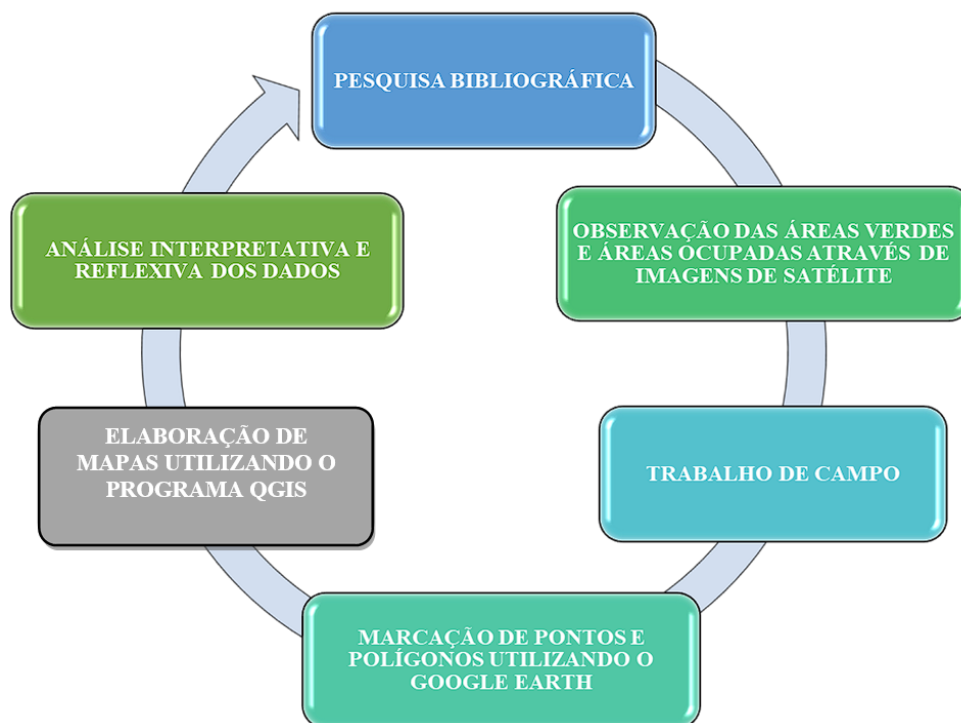 PESQUISA BIBLIOGRÁFICA
OBSERVAÇÃO DAS ÁREAS VERDES
E ÁREAS OCUPADAS ATRAVÉS DE
IMAGENS DE SATÉLITE
TRABALHO DE CAMPO
MARCAÇÃO DE PONTOS E
POLÍGONOS UTILIZANDO O
GOOGLE EARTH
ELABORAÇÃO DE
MAPAS UTILIZANDO O
PROGRAMA QGIS
ANÁLISE INTERPRETATIVA E
REFLEXIVA DOS DADOS